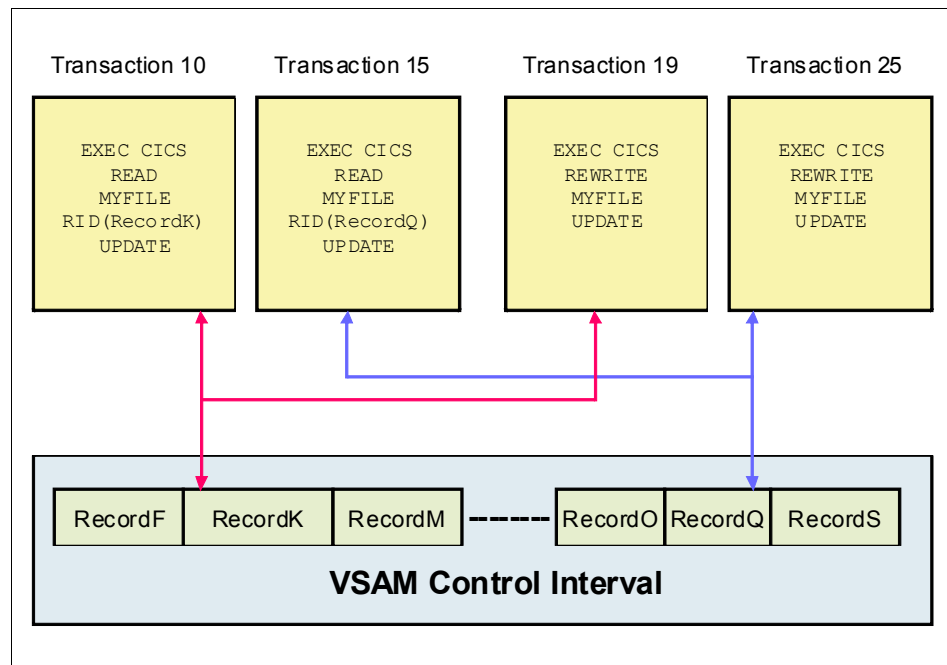 Transaction 10
Transaction 15
Transaction 19
Transaction 25
EXEC CICS
READ
MYFILE
RID(RecordK)
UPDATE
EXEC CICS
READ
MYFILE
RID(RecordQ)
UPDATE
EXEC CICS
REWRITE
MYFILE
UPDATE
EXEC CICS
REWRITE
MYFILE
UPDATE
RecordF
RecordK
RecordM
RecordO
RecordQ
RecordS
VSAM Control Interval